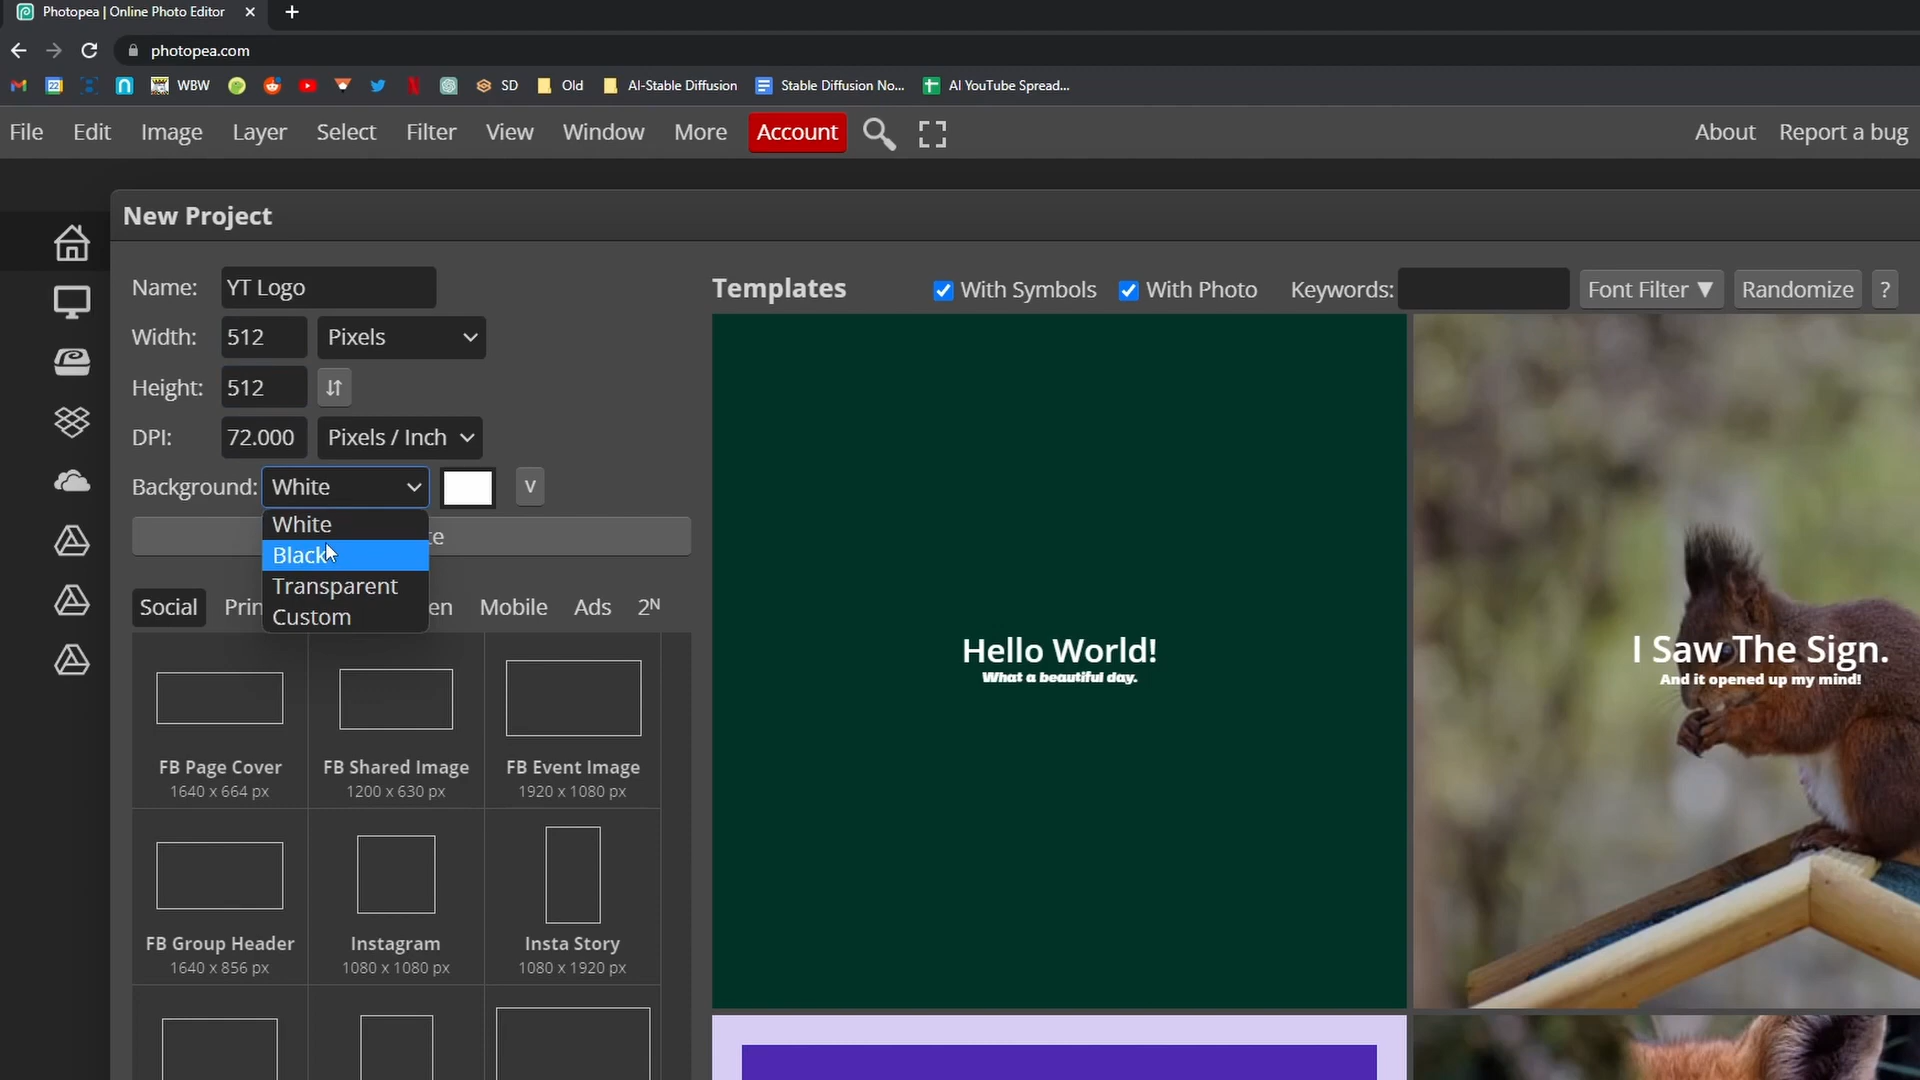 Photopea | Online Photo Editor
photopea.com
22
WBW
SD
Old
AI-Stable Diffusion
Stable Diffusion No...
AI YouTube Spread...
File Edit Image Layer Select Filter View Window More Account About Report a bug
New Project
Name: YT Logo
Width: 512 Pixels
Height: 512
DPI: 72.000 Pixels / Inch
Background: White
White
Black
Transparent
Custom
Social Mobile Ads 2ᴺ
FB Page Cover
1640 x 664 px
FB Shared Image
1200 x 630 px
FB Event Image
1920 x 1080 px
FB Group Header
1640 x 856 px
Instagram
1080 x 1080 px
Insta Story
1080 x 1920 px
Templates With Symbols With Photo Keywords: Font Filter ▼ Randomize ?
Hello World!
What a beautiful day.
I Saw The Sign.
And it opened up my mind!